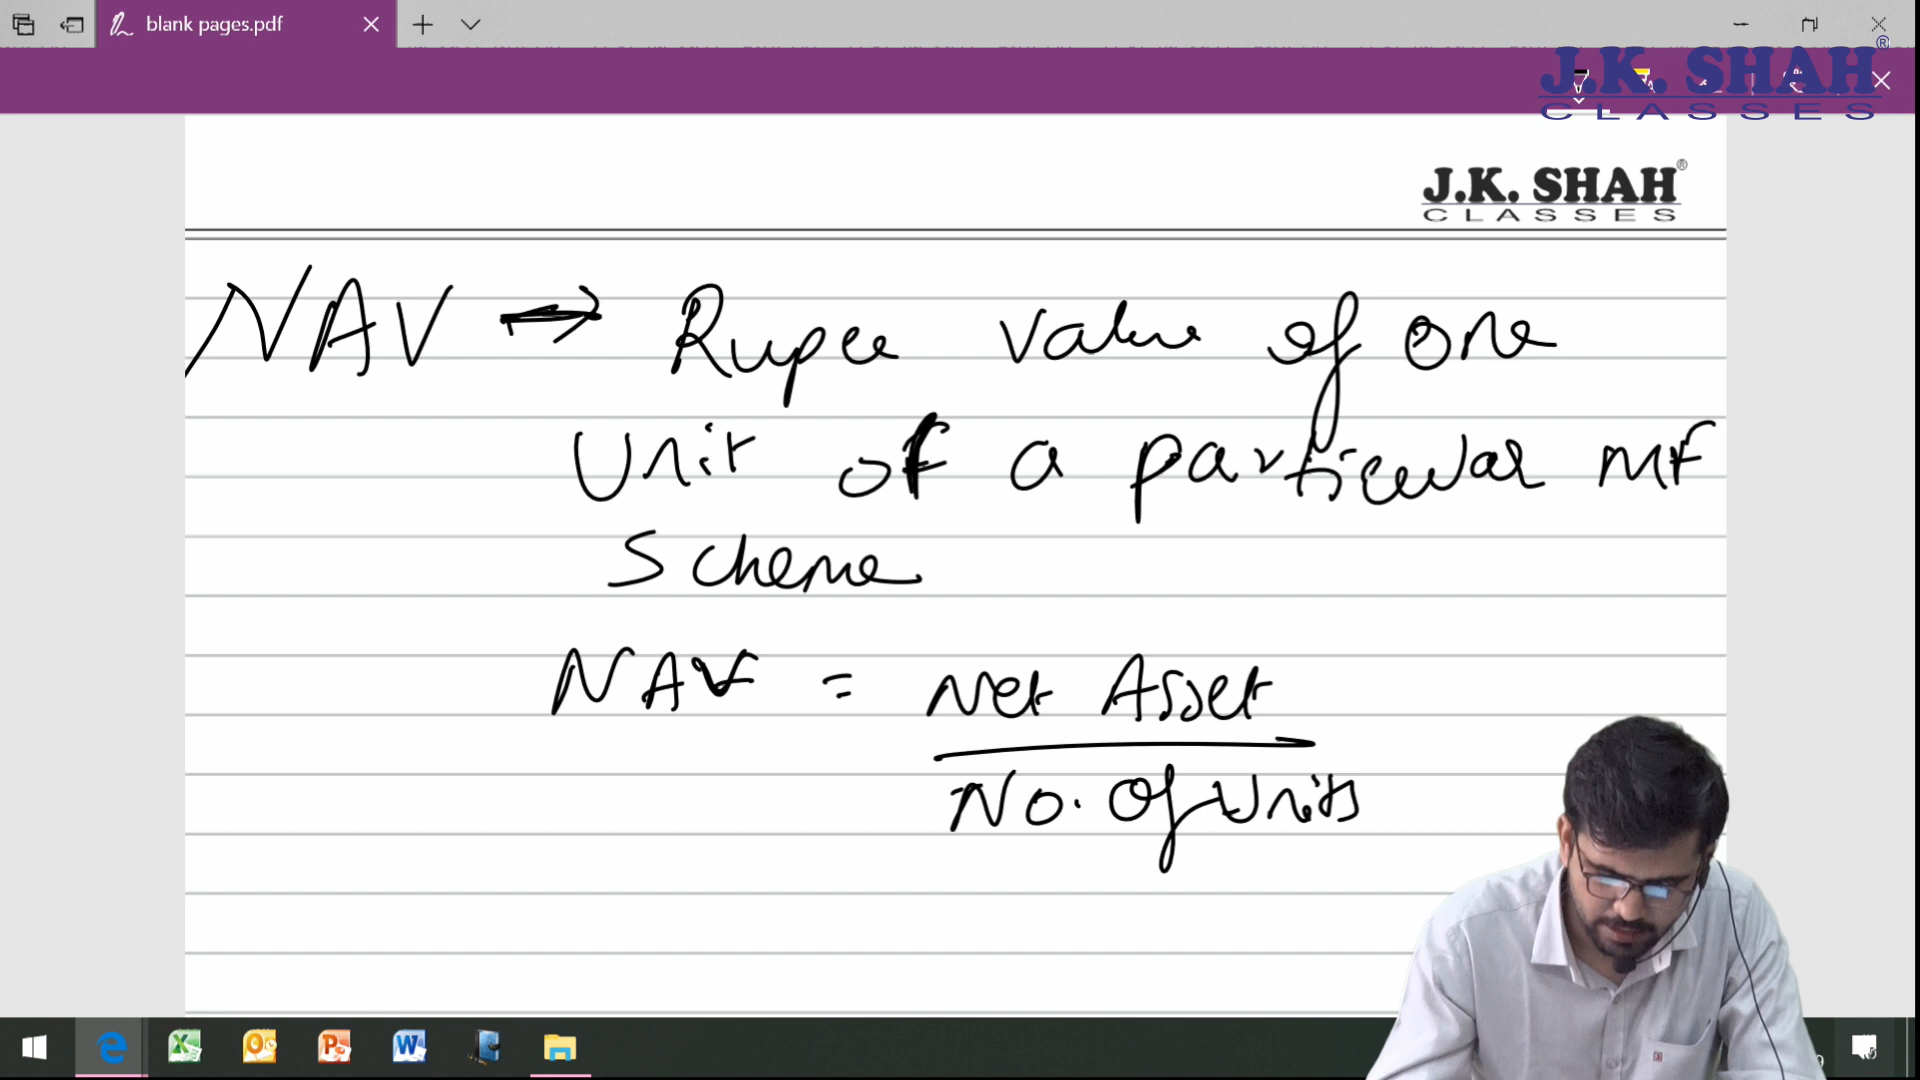 blank pages.pdf
J.K. SHAH®
CLASSES
J.K. SHAH®
CLASSES
NAV → Rupee value of one
Unit of a particular MF
Scheme
NAV = Net Asset
No. Of Units